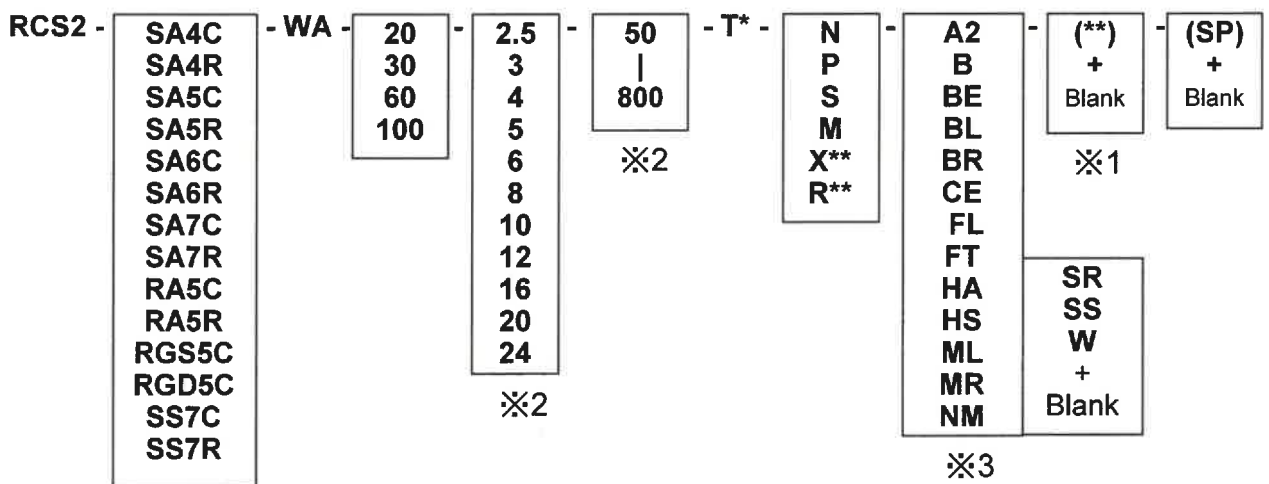 RCS2 - SA4C - WA - 20 - 2.5 - 50 - T* - N - A2 - (**) - (SP)
SA4R 30 3 | P B + +
SA5C 60 4 800 S BE Blank Blank
SA5R 100 5 M BL
SA6C 6 ※2 X** BR ※1
SA6R 8 R** CE
SA7C 10 FL
SA7R 12 FT
RA5C 16 HA SR
RA5R 20 HS SS
RGS5C 24 ML W
RGD5C MR +
SS7C ※2 NM Blank
SS7R
※3